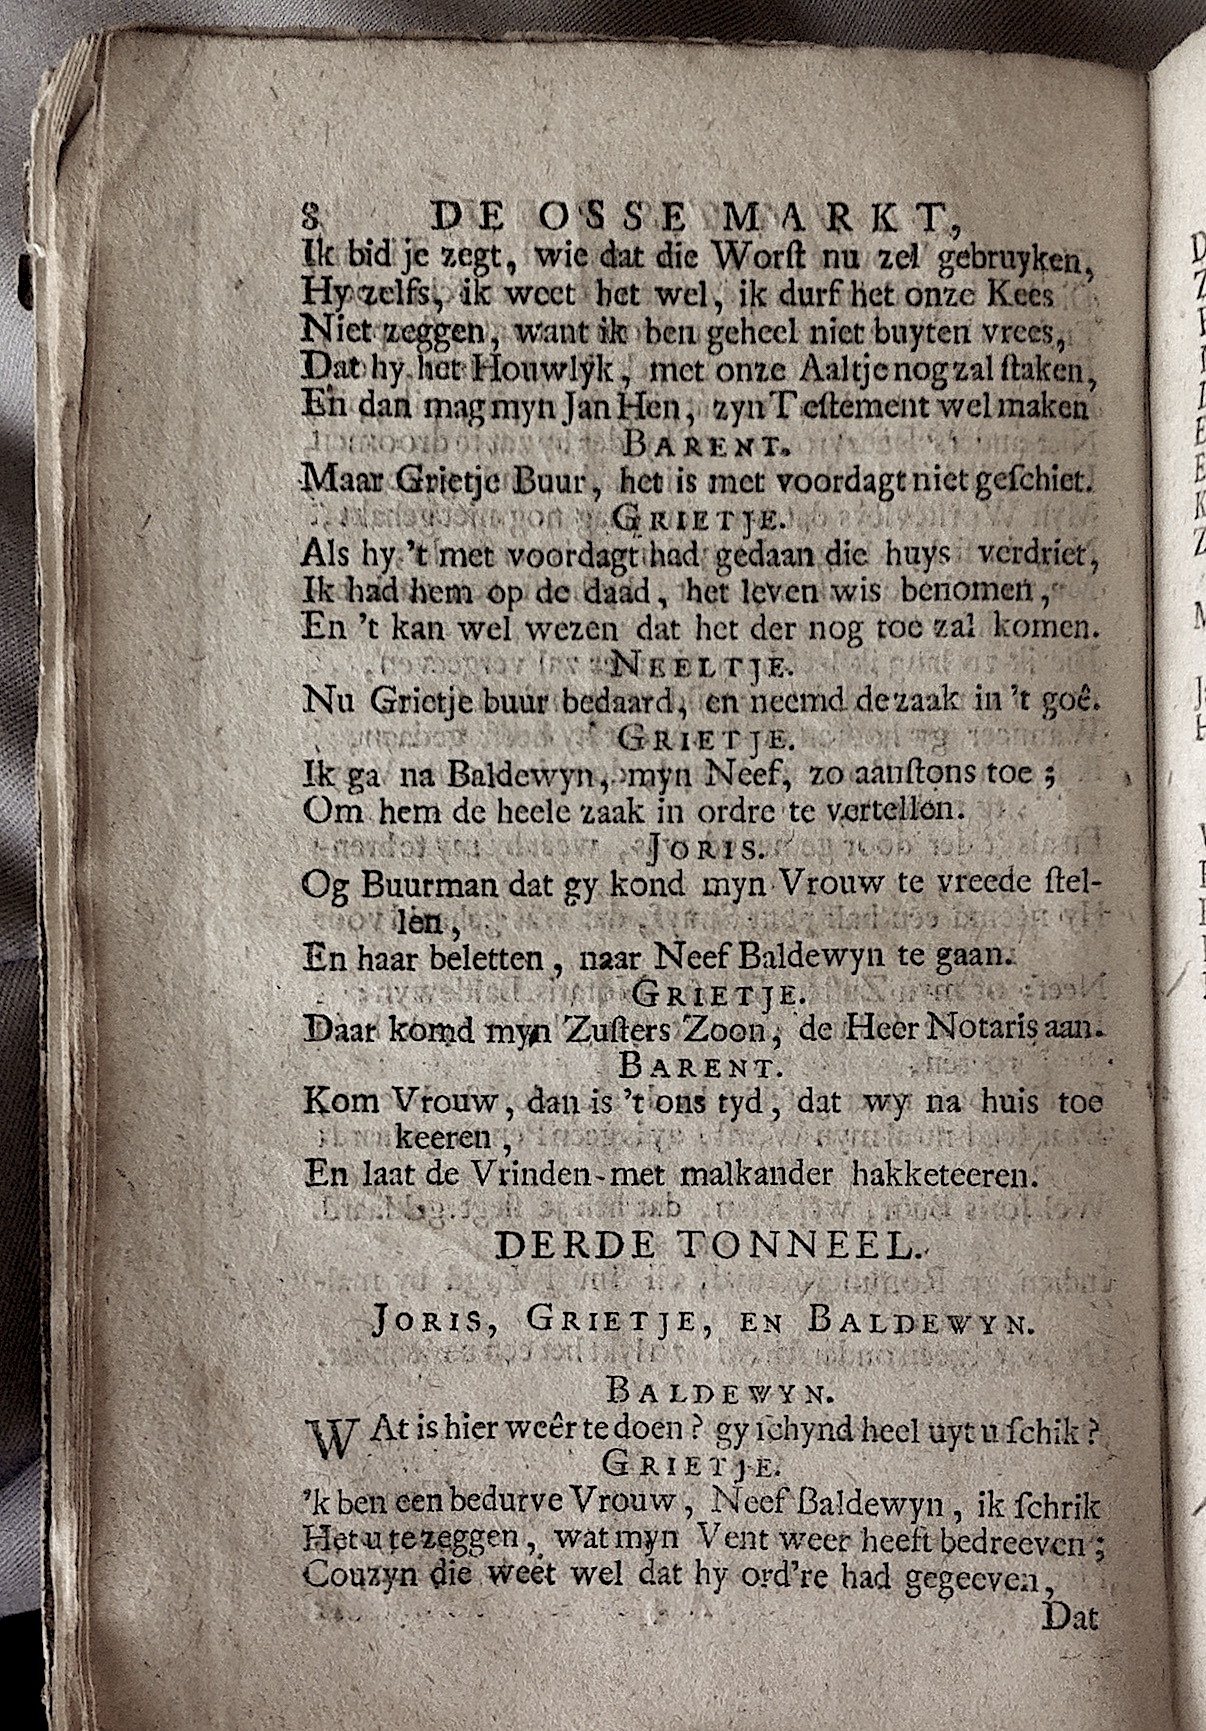 8 DE OSSE MARKT,
Ik bid je zegt, wie dat die Worſt nu zel gebruyken,
Hy zelfs, ik weet het wel, ik durf het onze Kees
Niet zeggen, want ik ben geheel niet buyten vrees,
Dat hy het Houwlyk, met onze Aaltje nog zal ſtaken,
En dan mag myn Jan Hen, zyn Teſtement wel maken
BARENT.
Maar Grietje Buur, het is met voordagt niet geſchiet.
GRIETJE.
Als hy 't met voordagt had gedaan die huys verdriet,
Ik had hem op de daad, het leven wis benomen,
En 't kan wel wezen dat het der nog toe zal komen.
NEELTJE.
Nu Grietje buur bedaard, en neemd de zaak in 't goê.
GRIETJE.
Ik ga na Baldewyn, myn Neef, zo aanſtons toe;
Om hem de heele zaak in ordre te vertellen.
JORIS.
Og Buurman dat gy kond myn Vrouw te vreede ſtel-
len,
En haar beletten, naar Neef Baldewyn te gaan.
GRIETJE.
Daar komd myn Zuſters Zoon, de Heer Notaris aan.
BARENT.
Kom Vrouw, dan is 't ons tyd, dat wy na huis toe
keeren,
En laat de Vrinden met malkander hakketeeren.
DERDE TONNEEL.
JORIS, GRIETJE, EN BALDEWYN.
BALDEWYN.
WAt is hier weêr te doen? gy ſchynd heel uyt u ſchik?
GRIETJE.
'k ben een bedurve Vrouw, Neef Baldewyn, ik ſchrik
Het u te zeggen, wat myn Vent weer heeft bedreeven;
Couzyn die weet wel dat hy ord're had gegeeven,
Dat